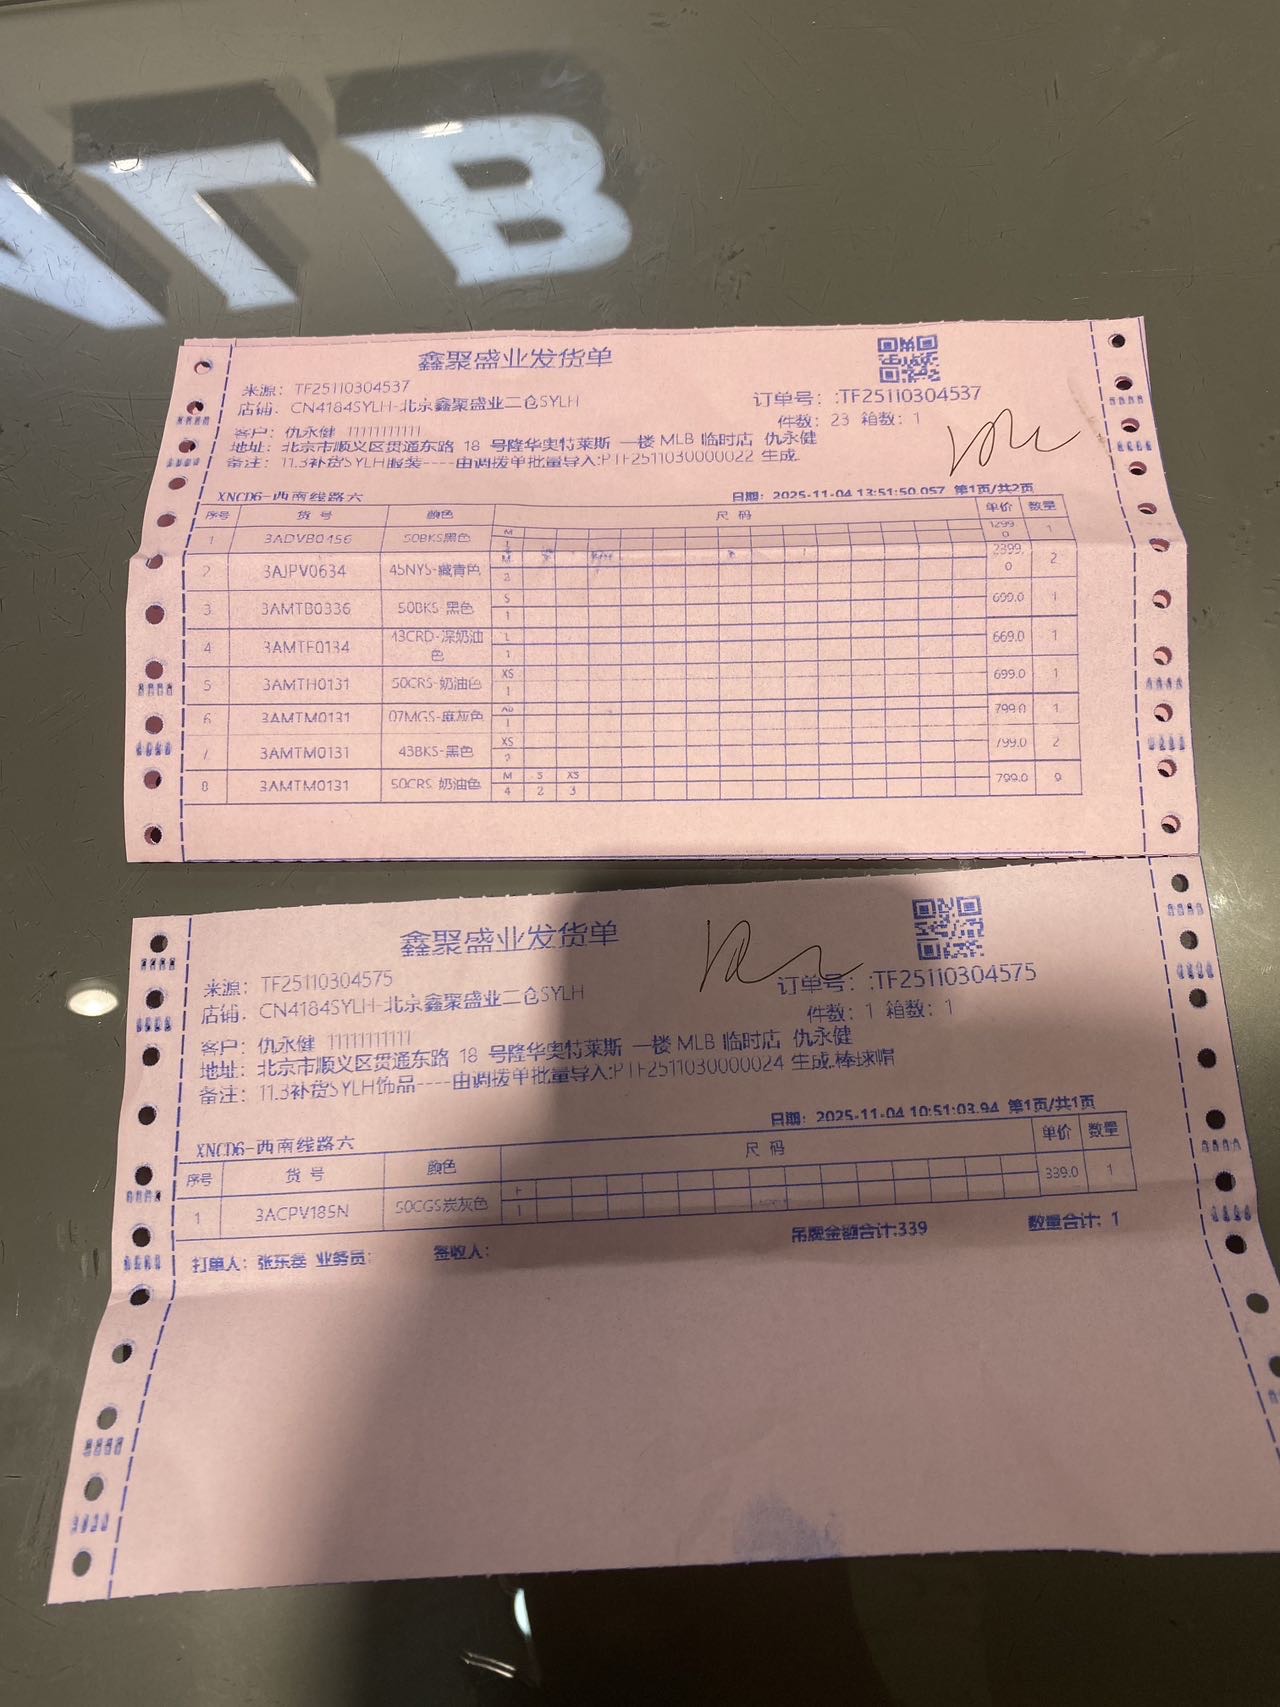 MLB
鑫聚盛业发货单
来源: TF25110304537
订单号: :TF25110304537
店铺: CN4184SYLH-北京鑫聚盛业二仓SYLH
件数: 23 箱数: 1
客户: 仇永健 11111111111
地址: 北京市顺义区贯通东路 18 号隆华奥特莱斯 一楼 MLB 临时店 仇永健
备注: 11.3补货SYLH服装----由调拨单批量导入:PTF2511030000022 生成.
XNCD6-西南线路六
日期: 2025-11-04 13:51:50.057 第1页/共2页
序号 货号 颜色 尺码 单价 数量
1 3ADVB0456 50BKS黑色 M 1 1299.0 1
2 3AJPV0634 45NYS-藏青色 M 2 2399.0 2
3 3AMTB0336 50BKS-黑色 S 1 699.0 1
4 3AMTF0134 43CRD-深奶油色 L 1 669.0 1
5 3AMTH0131 50CRS-奶油色 XS 1 699.0 1
6 3AMTM0131 07MGS-麻灰色 1 799.0 1
7 3AMTM0131 43BKS-黑色 XS 2 799.0 2
8 3AMTM0131 50CRS 奶油色 M S XS 799.0 9
4 2 3
鑫聚盛业发货单
来源: TF25110304575
订单号: :TF25110304575
店铺: CN4184SYLH-北京鑫聚盛业二仓SYLH
件数: 1 箱数: 1
客户: 仇永健 11111111111
地址: 北京市顺义区贯通东路 18 号隆华奥特莱斯 一楼 MLB 临时店 仇永健
备注: 11.3补货SYLH饰品----由调拨单批量导入:PTF2511030000024 生成.棒球帽
XNCD6-西南线路六
日期: 2025-11-04 10:51:03.94 第1页/共1页
序号 货号 颜色 尺码 单价 数量
1 3ACPV185N 50CGS炭灰色 F 1 339.0 1
吊牌金额合计:339 数量合计: 1
打单人: 业务员: 签收人: